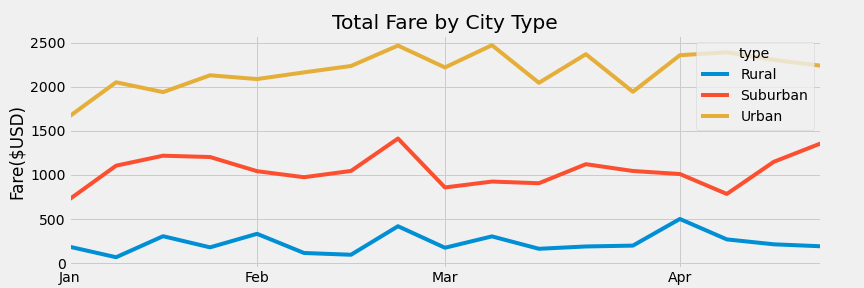 Total Fare by City Type
Fare($USD)
2500
2000
1500
1000
500
0
Jan Feb Mar Apr
type
Rural
Suburban
Urban